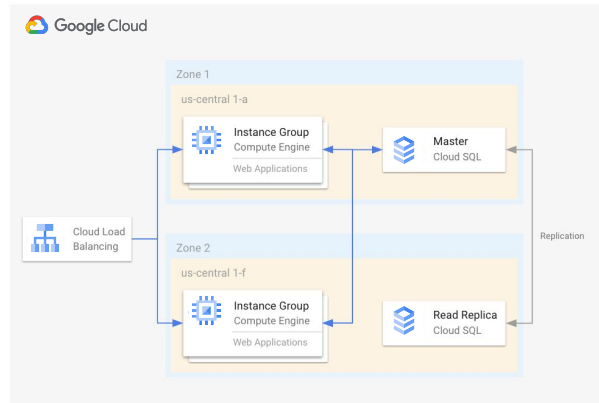 Google Cloud
Zone 1
us-central 1-a
Instance Group
Compute Engine
Web Applications
Master
Cloud SQL
Cloud Load
Balancing
Replication
Zone 2
us-central 1-f
Instance Group
Compute Engine
Web Applications
Read Replica
Cloud SQL